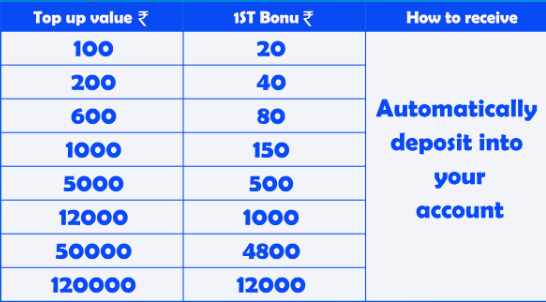 Top up value ₹ 1ST Bonu ₹ How to receive
100 20
200 40
600 80
1000 150
5000 500
12000 1000
50000 4800
120000 12000
Automatically
deposit into
your
account